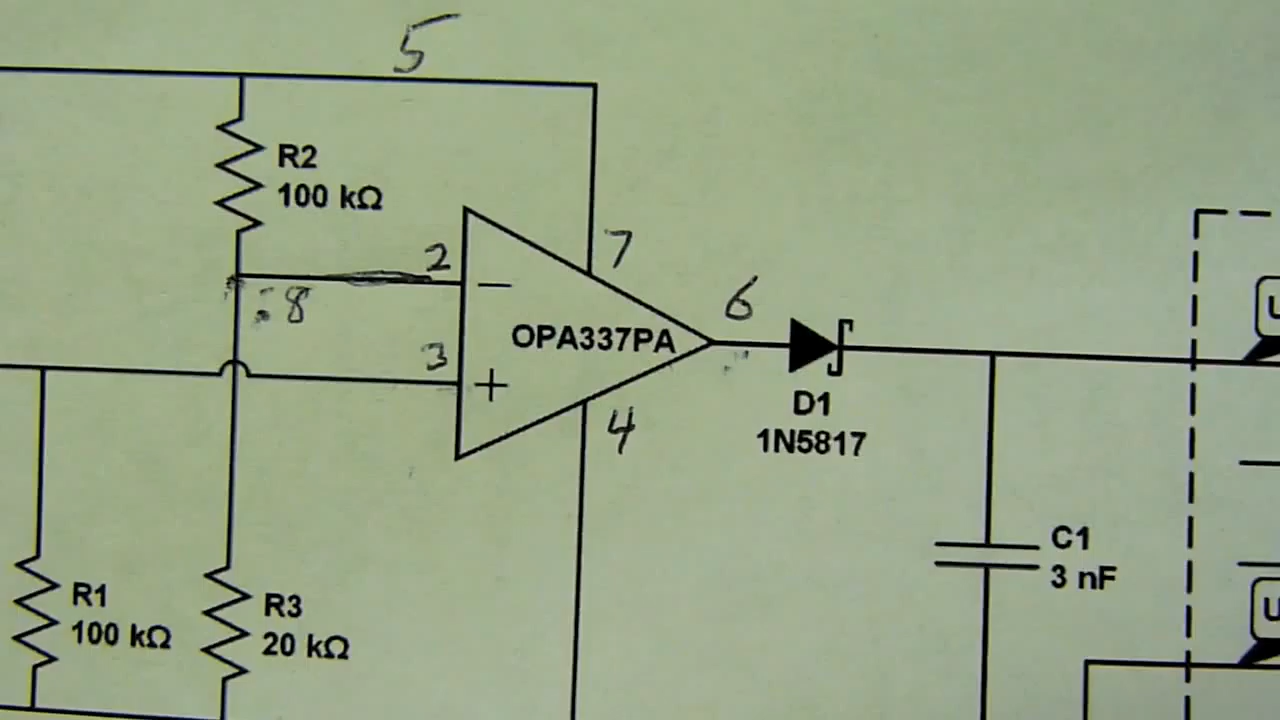 5
R2
100 kΩ
2
7
:8
6
−
OPA337PA
3
+
4
D1
1N5817
C1
3 nF
R1
100 kΩ
R3
20 kΩ